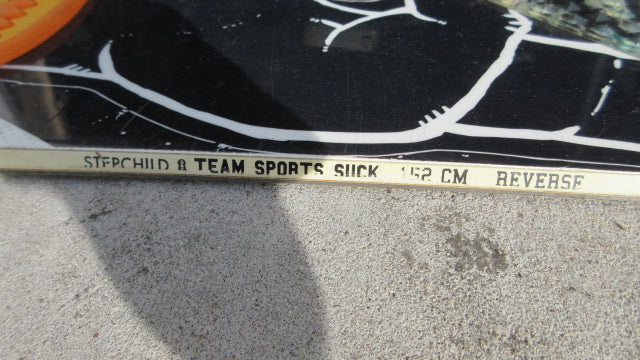 STEPCHILD & TEAM SPORTS SUCK 152 CM REVERSE